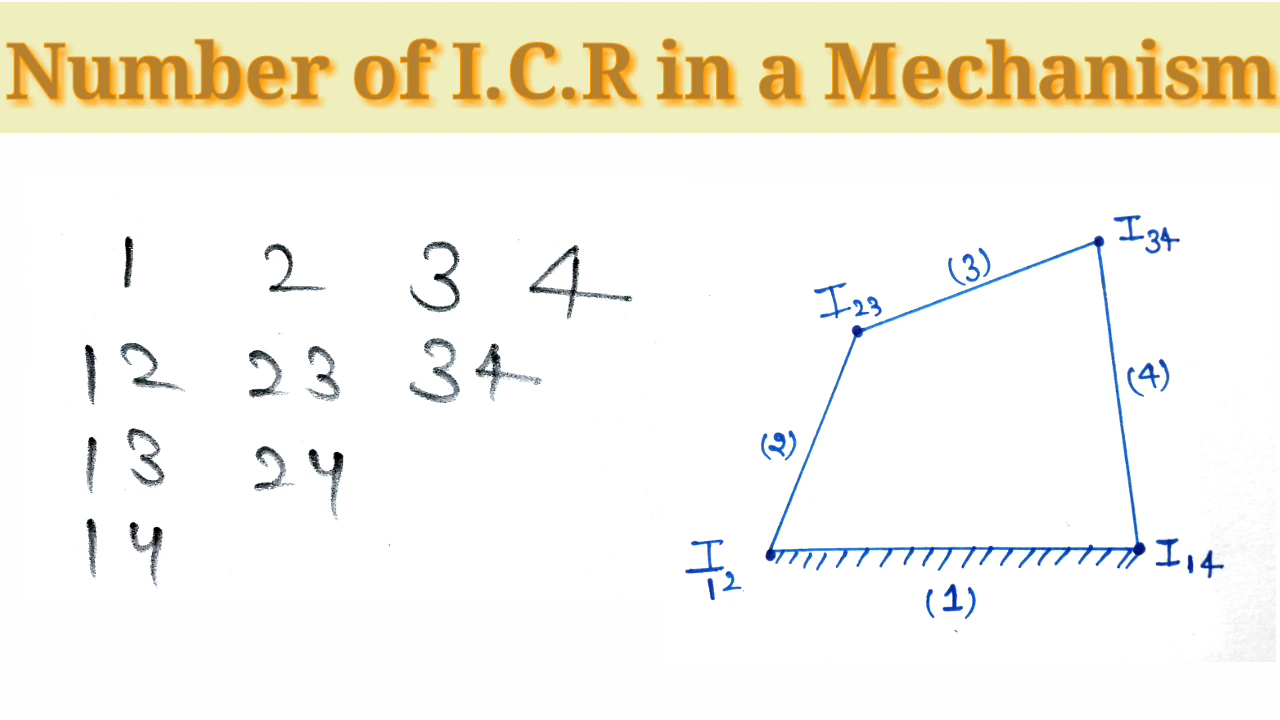 Number of I.C.R in a Mechanism
1 2 3 4
12 23 34
13 24
14
I34
(3)
I23
(4)
(2)
I12
I14
(1)